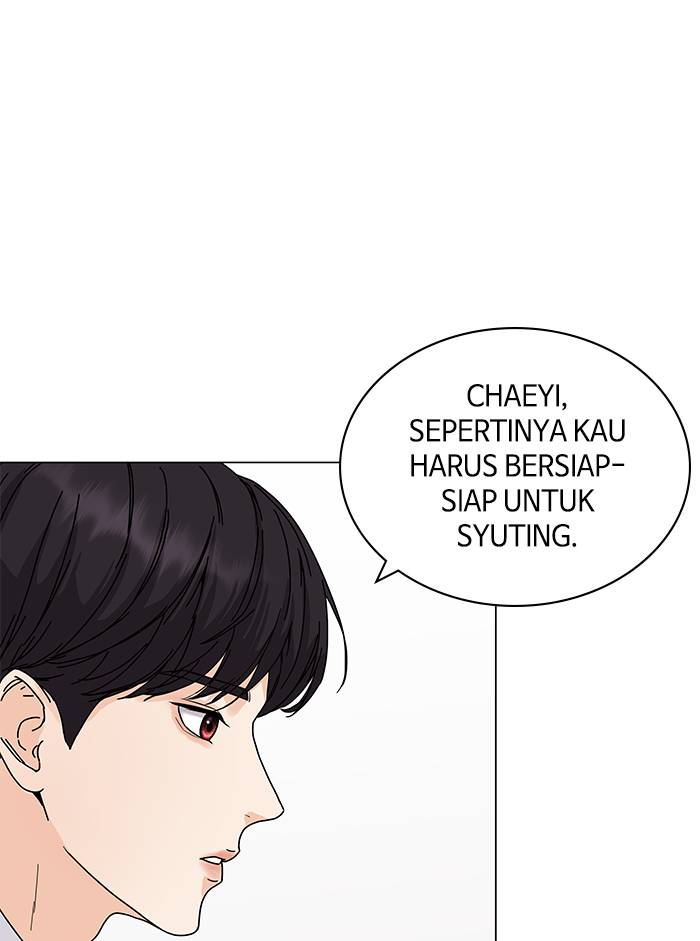 CHAEYI,
SEPERTINYA KAU
HARUS BERSIAP-
SIAP UNTUK
SYUTING.